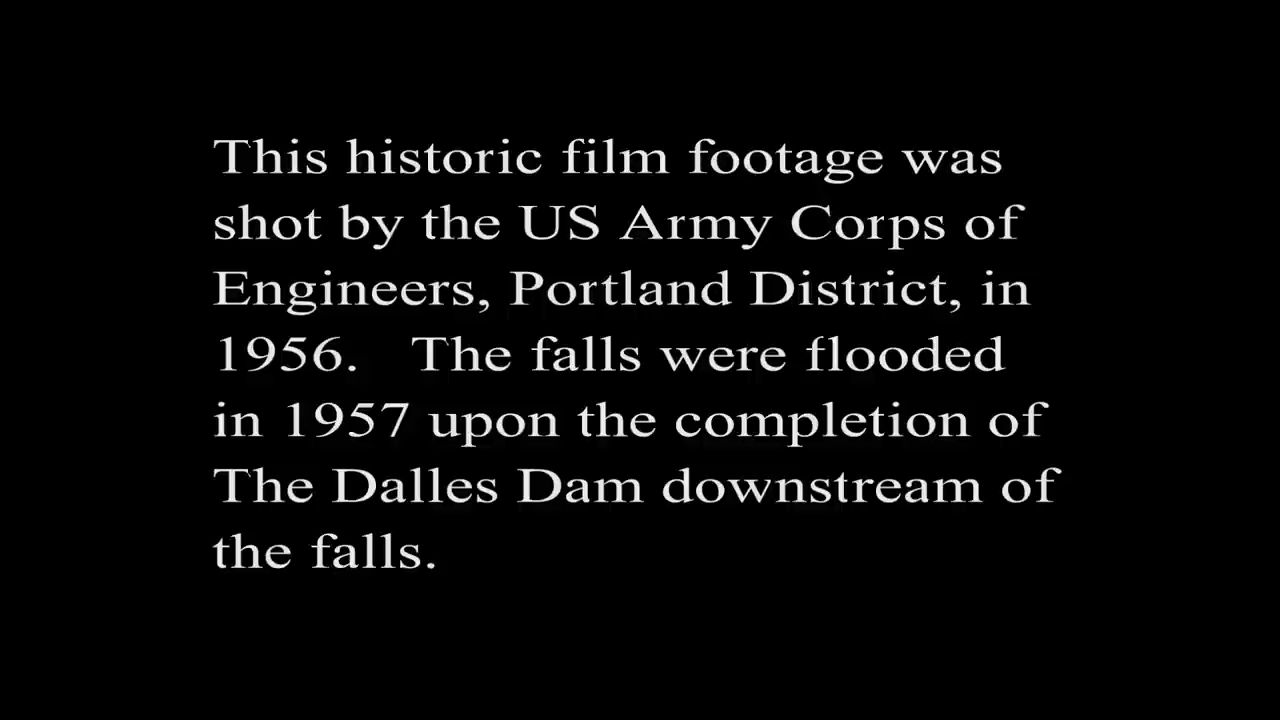 This historic film footage was
shot by the US Army Corps of
Engineers, Portland District, in
1956.   The falls were flooded
in 1957 upon the completion of
The Dalles Dam downstream of
the falls.